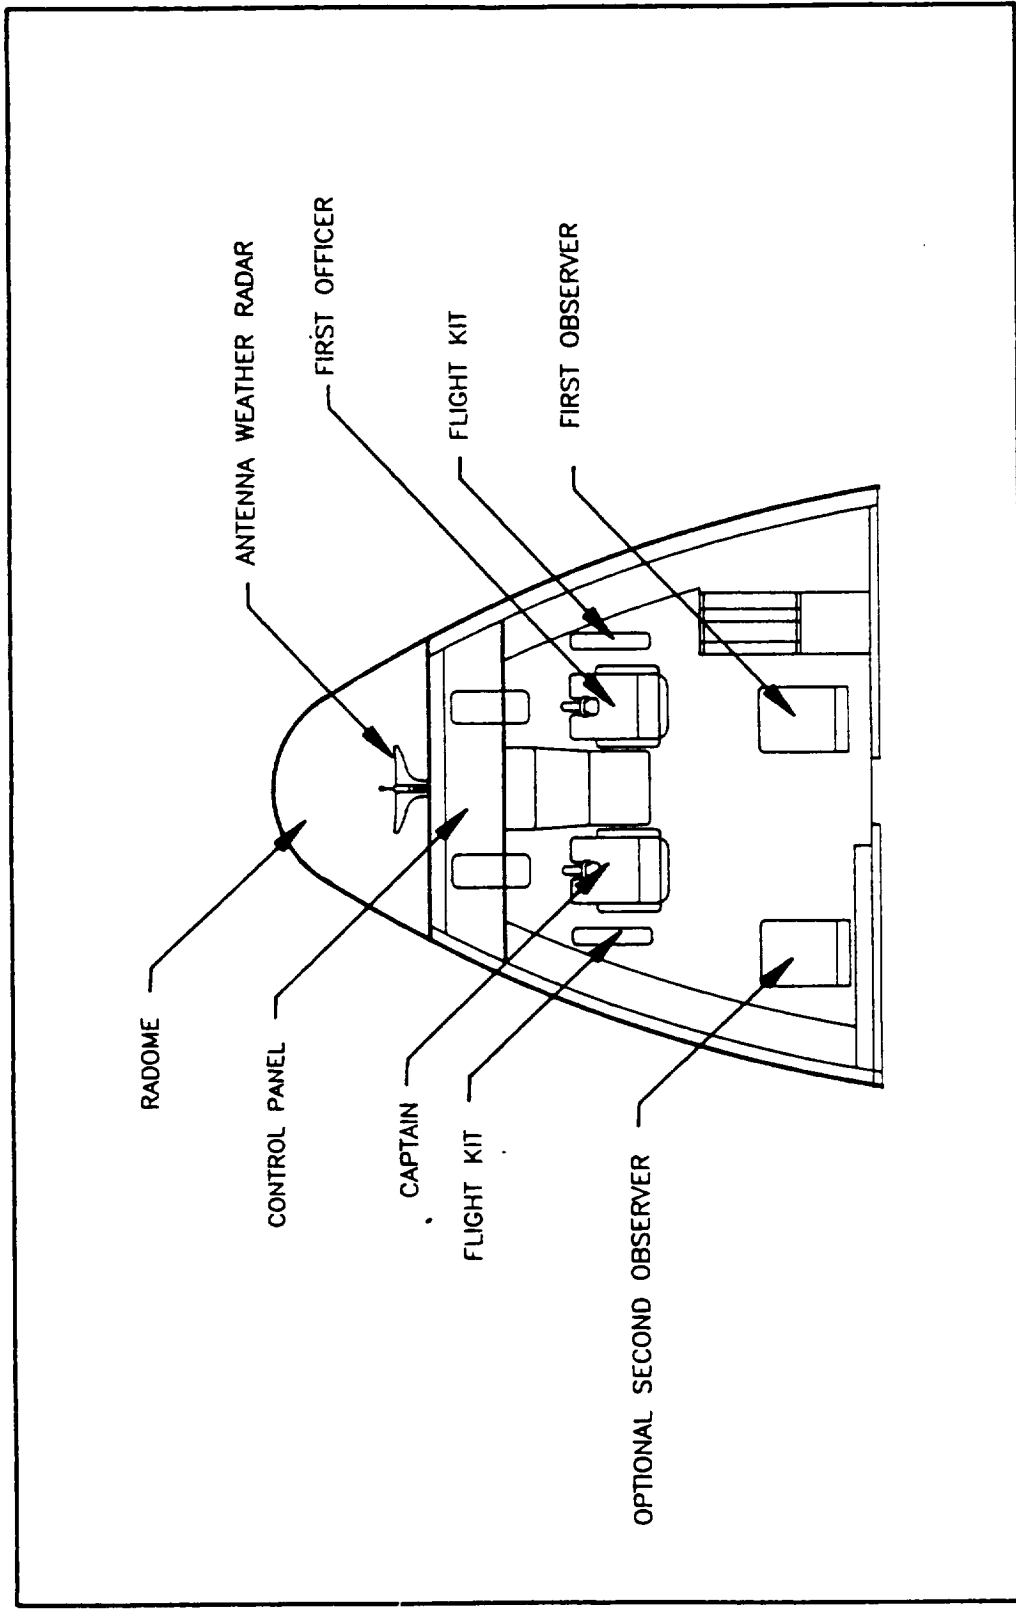 RADOME
CONTROL PANEL
CAPTAIN
FLIGHT KIT
OPTIONAL SECOND OBSERVER
ANTENNA WEATHER RADAR
FIRST OFFICER
FLIGHT KIT
FIRST OBSERVER